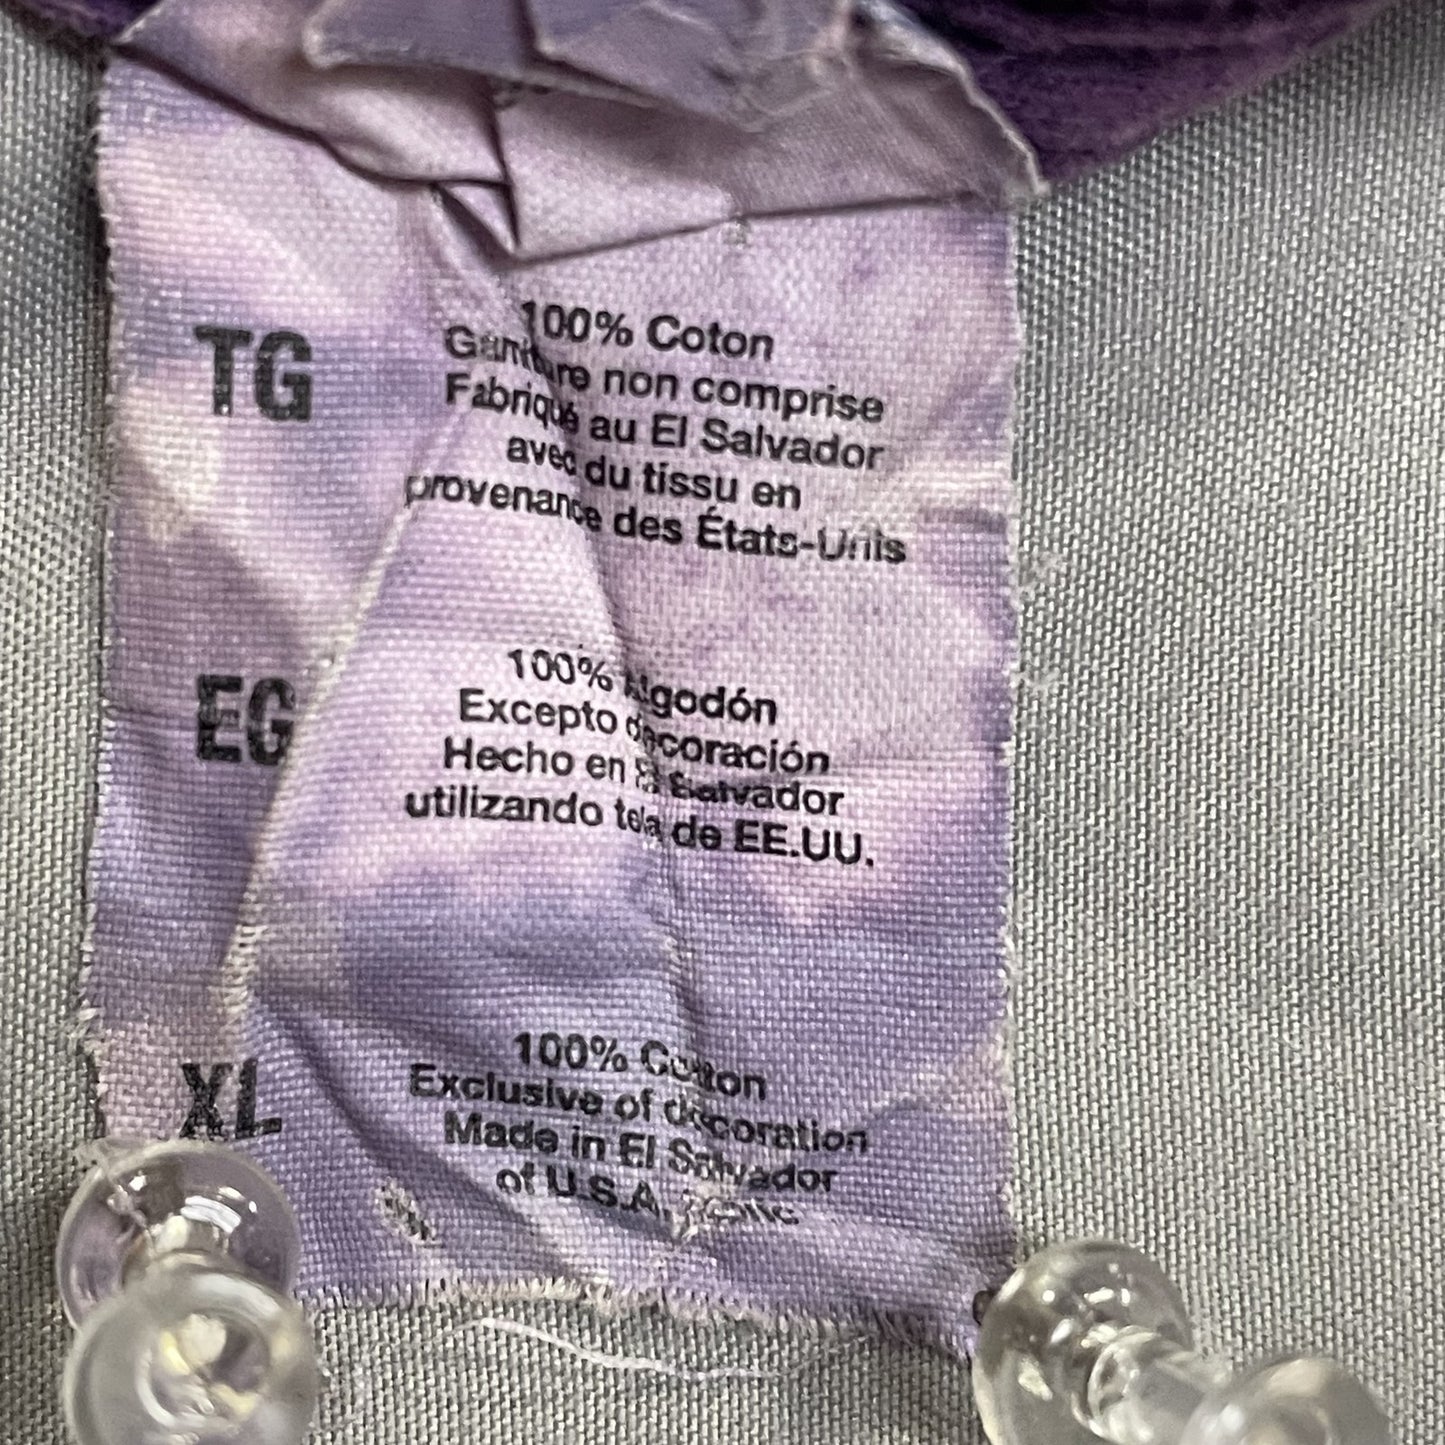 TG
100% Coton
Garniture non comprise
Fabriqué au El Salvador
avec du tissu en
provenance des États-Unis
EG
100% Algodón
Excepto decoración
Hecho en El Salvador
utilizando tela de EE.UU.
XL
100% Cotton
Exclusive of decoration
Made in El Salvador
of U.S.A.